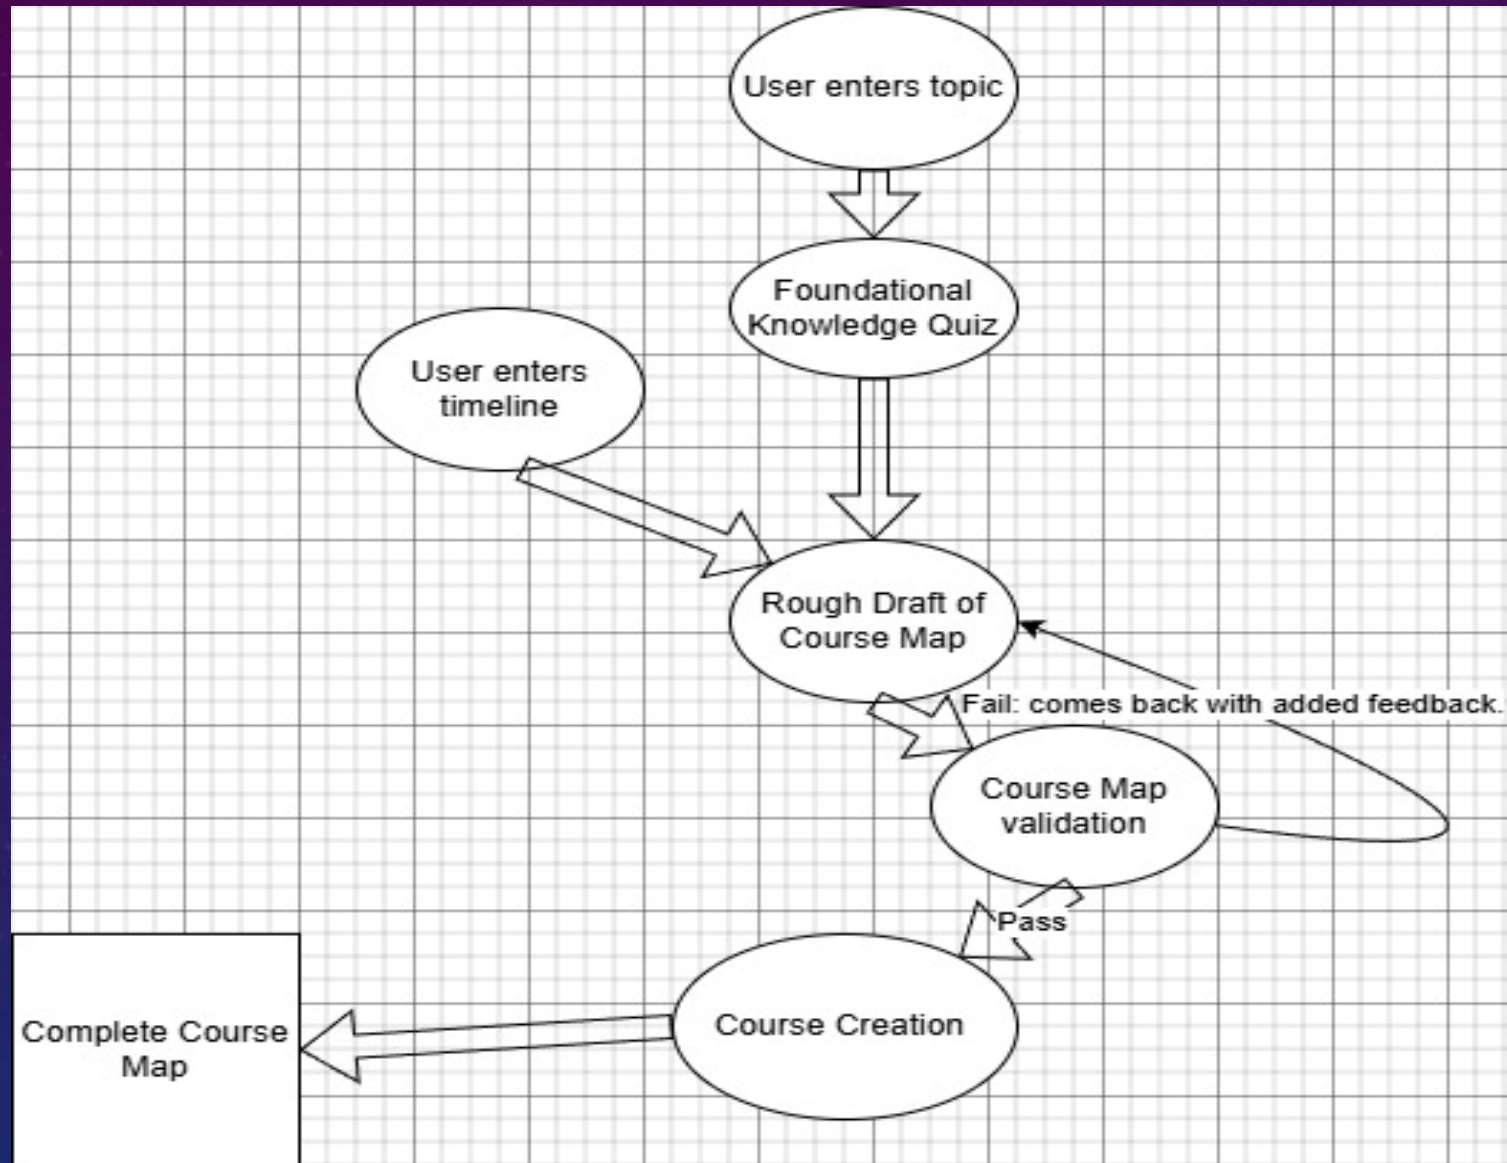 User enters topic
Foundational
Knowledge Quiz
User enters
timeline
Rough Draft of
Course Map
Fail: comes back with added feedback.
Course Map
validation
Pass
Course Creation
Complete Course
Map